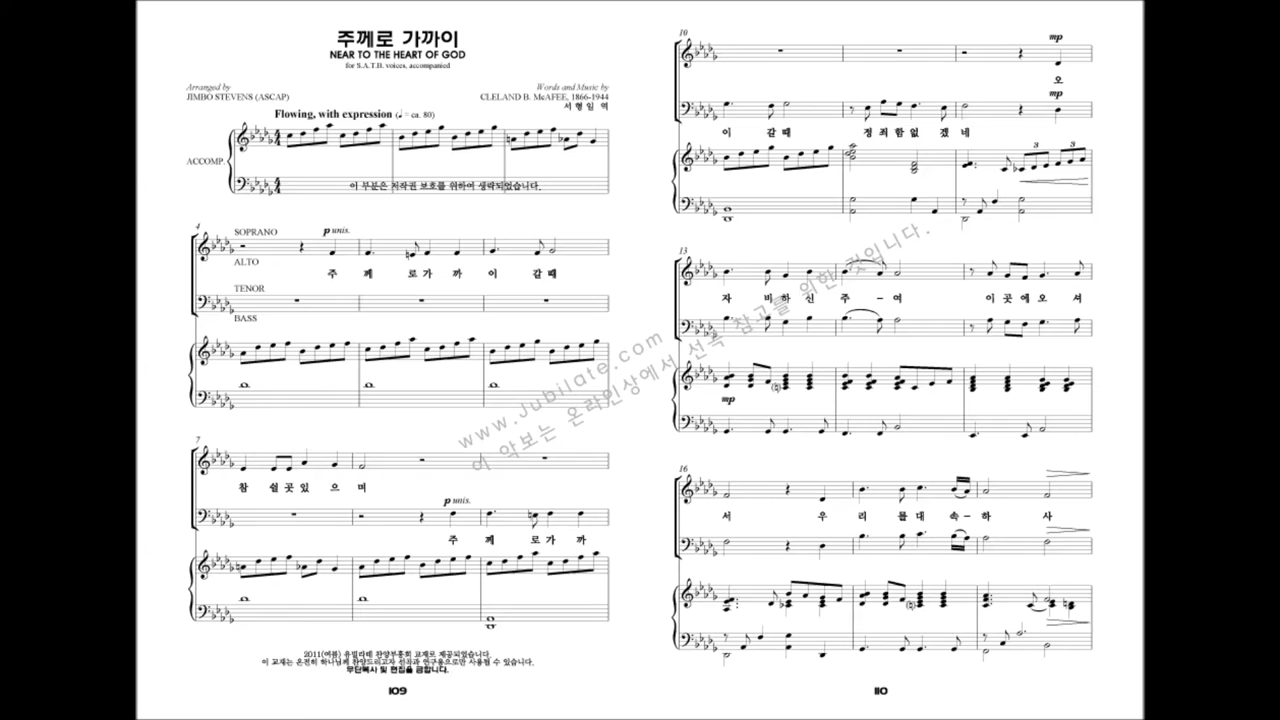 주께로 가까이
NEAR TO THE HEART OF GOD
for S.A.T.B. voices, accompanied
Arranged by
JIMBO STEVENS (ASCAP)
Words and Music by
CLELAND B. McAFEE, 1866-1944
서 형 일 역
Flowing, with expression (♩ = ca. 80)
ACCOMP.
이 부분은 저작권 보호를 위하여 생략되었습니다.
4
SOPRANO
p unis.
ALTO
주 께 로 가 까 이 갈 때
TENOR
BASS
7
참 쉴 곳 있 으 며
p unis.
주 께 로 가 까
2011(여름) 유빌라테 찬양부흥회 교재로 제공되었습니다.
이 교재는 온전히 하나님께 찬양드리고자 선곡과 연구용으로만 사용될 수 있습니다.
무단복사 및 편집을 금합니다.
109
10
mp
오
mp
이 갈 때 정 죄 함 없 겠 네
3 3
13
자 비 하 신 주 - 여 이 곳 에 오 셔
mp
16
서 우 리 를 대 속 - 하 사
110
www.Jubilate.com
이 악보는 온라인상에서 선곡 참고를 위한 것입니다.